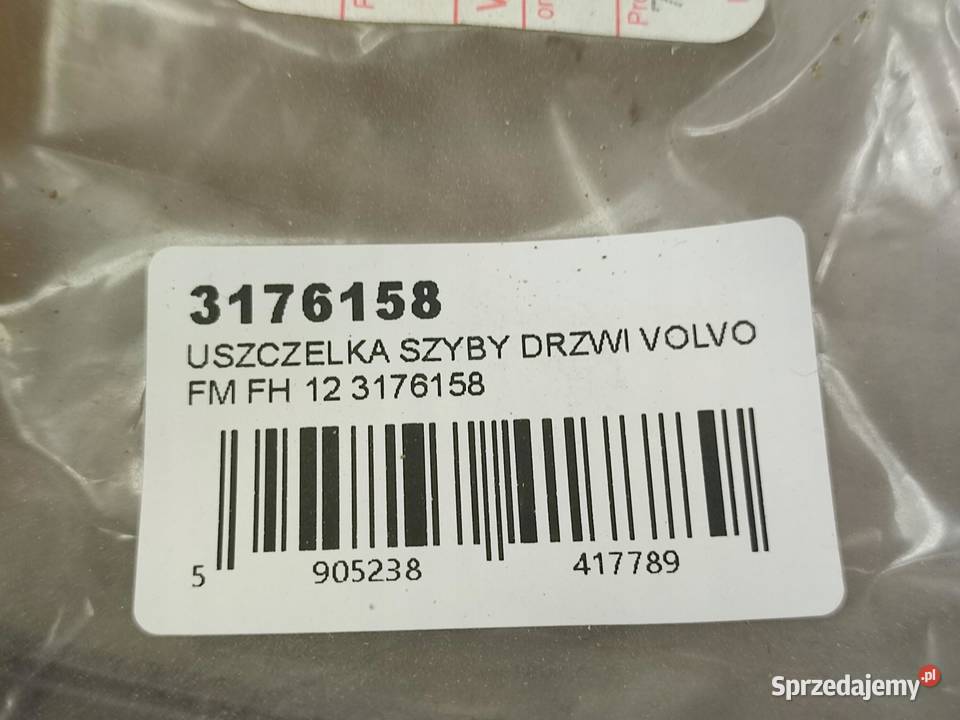 3176158
USZCZELKA SZYBY DRZWI VOLVO
FM FH 12 3176158
5 905238 417789
Sprzedajemy.pl